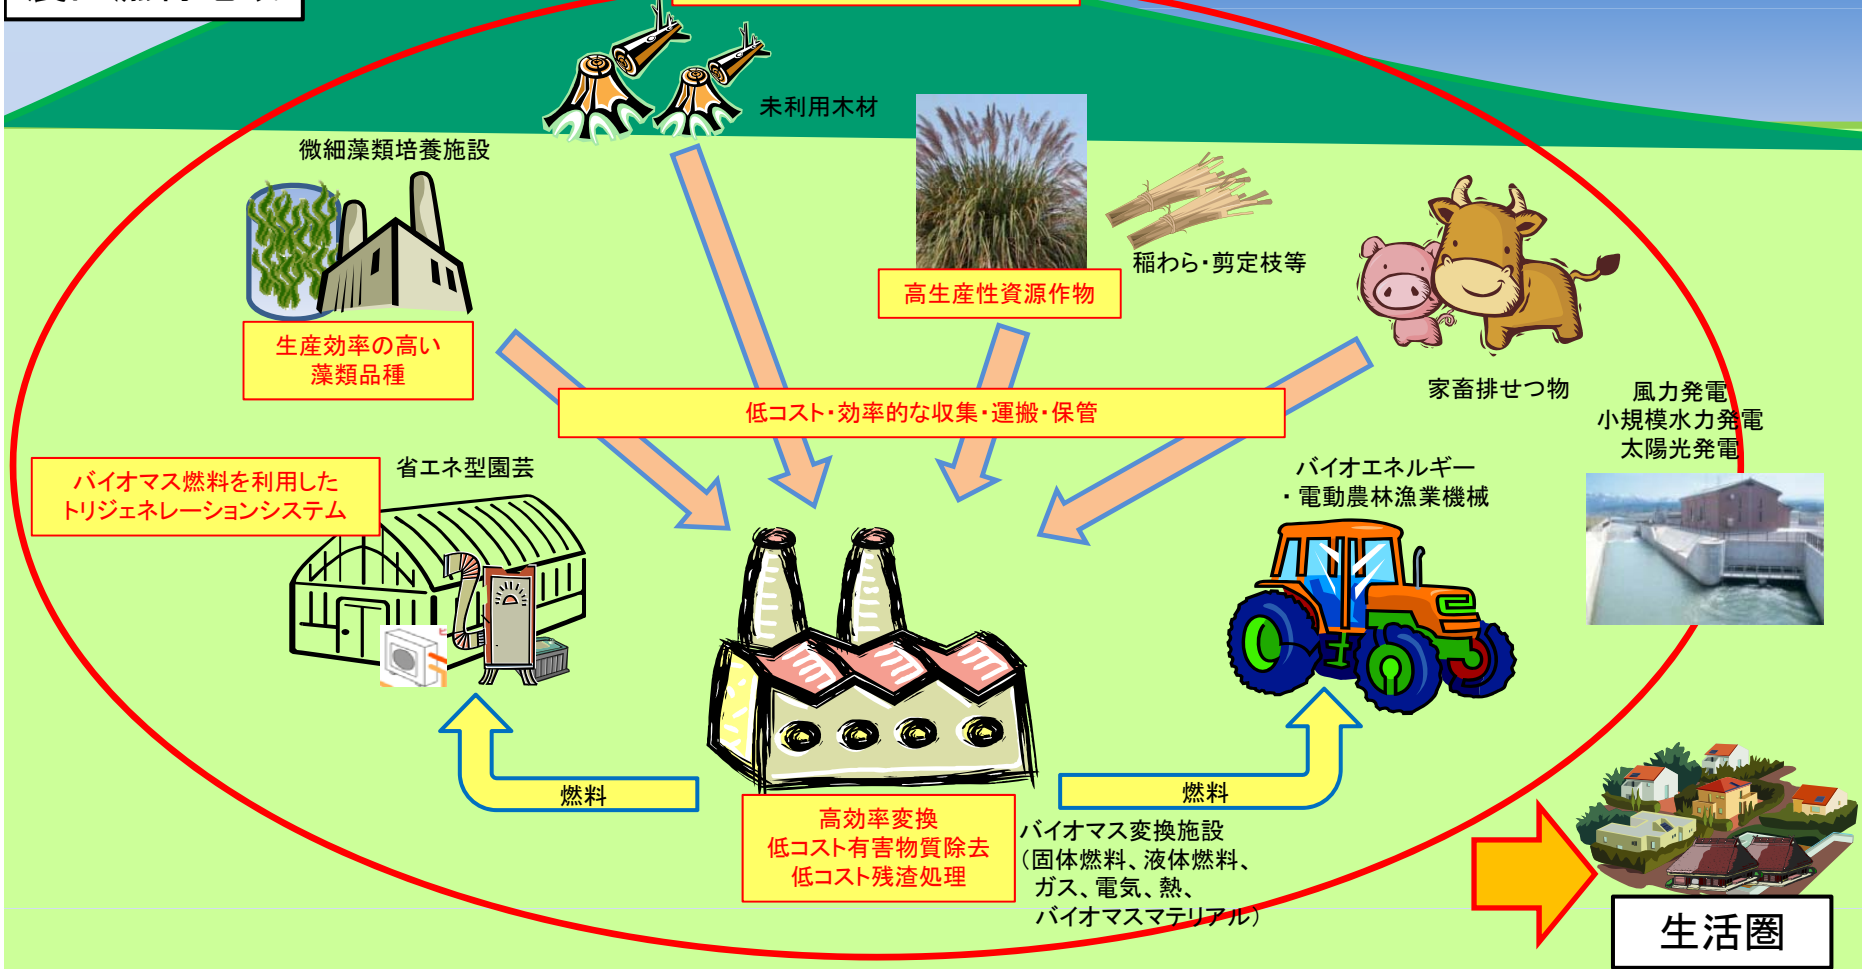 未利用木材
微細藻類培養施設
稲わら・剪定枝等
高生産性資源作物
生産効率の高い
藻類品種
家畜排せつ物
風力発電
小規模水力発電
太陽光発電
低コスト・効率的な収集・運搬・保管
バイオマス燃料を利用した
トリジェネレーションシステム
省エネ型園芸
バイオエネルギー
・電動農林漁業機械
燃料
燃料
高効率変換
低コスト有害物質除去
低コスト残渣処理
バイオマス変換施設
(固体燃料、液体燃料、
ガス、電気、熱、
バイオマスマテリアル)
生活圏